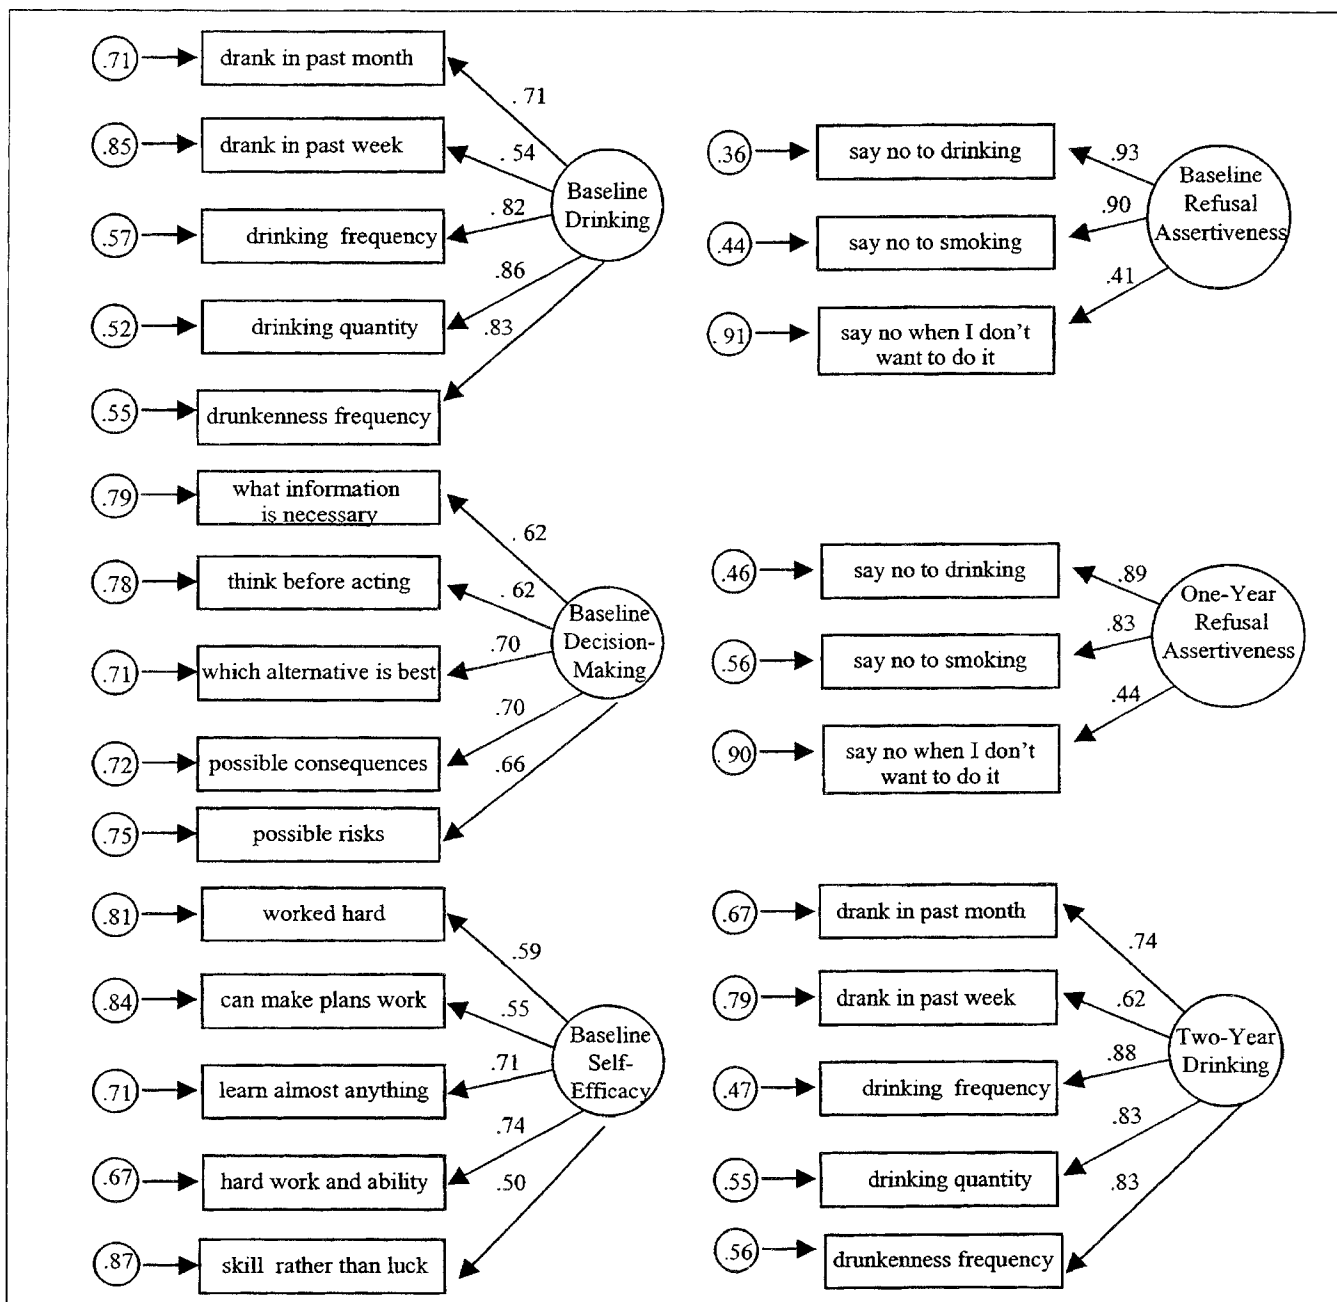 .71
drank in past month
.71
.85
drank in past week
.54
.57
drinking frequency
.82
.52
drinking quantity
.86
.55
drunkenness frequency
.83
Baseline
Drinking
.79
what information
is necessary
.62
.78
think before acting
.62
.71
which alternative is best
.70
.72
possible consequences
.70
.75
possible risks
.66
Baseline
Decision-
Making
.81
worked hard
.59
.84
can make plans work
.55
.71
learn almost anything
.71
.67
hard work and ability
.74
.87
skill rather than luck
.50
Baseline
Self-
Efficacy
.36
say no to drinking
.93
.44
say no to smoking
.90
.91
say no when I don't
want to do it
.41
Baseline
Refusal
Assertiveness
.46
say no to drinking
.89
.56
say no to smoking
.83
.90
say no when I don't
want to do it
.44
One-Year
Refusal
Assertiveness
.67
drank in past month
.74
.79
drank in past week
.62
.47
drinking frequency
.88
.55
drinking quantity
.83
.56
drunkenness frequency
.83
Two-Year
Drinking